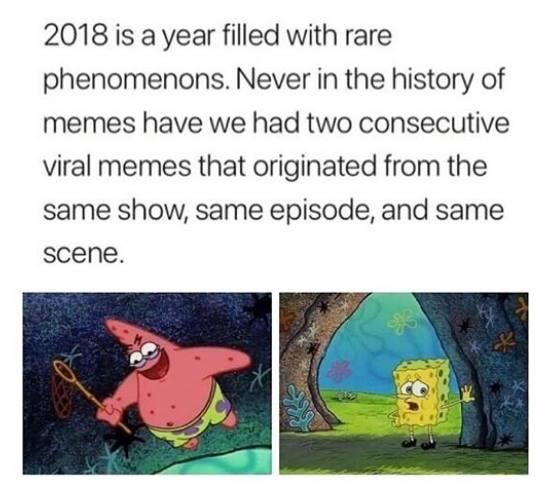 2018 is a year filled with rare
phenomenons. Never in the history of
memes have we had two consecutive
viral memes that originated from the
same show, same episode, and same
scene.